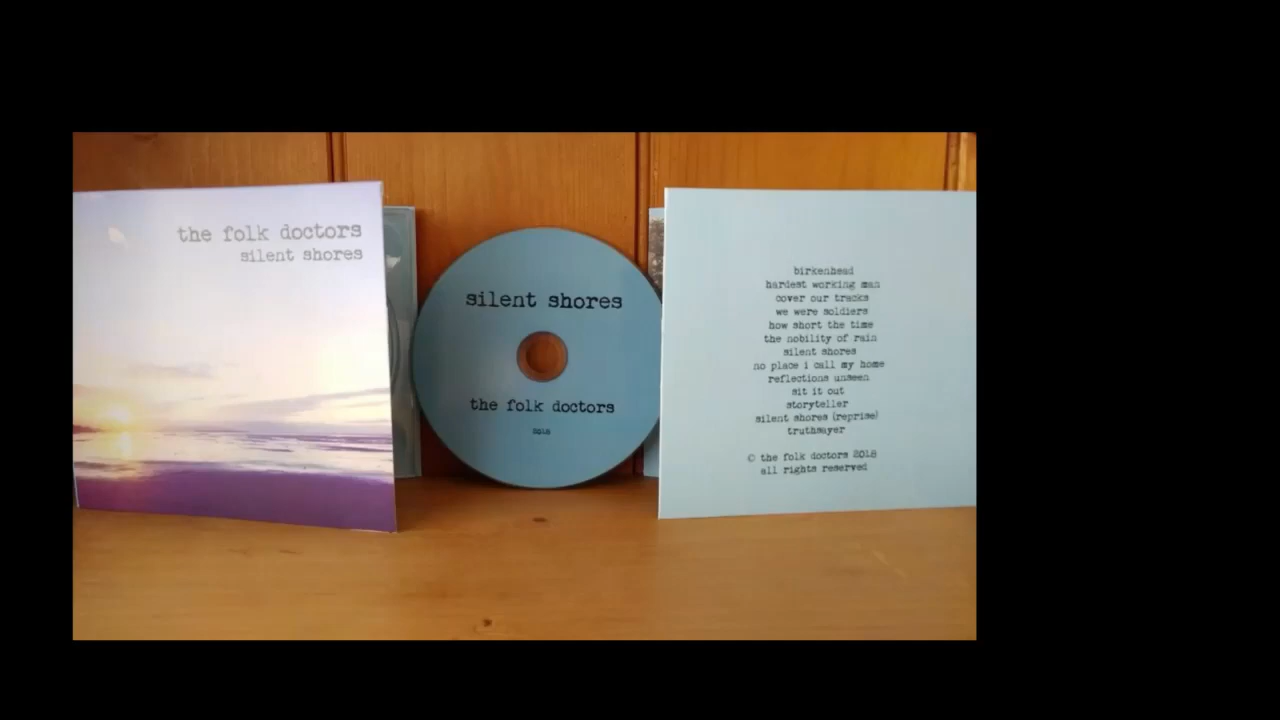 the folk doctors
silent shores
silent shores
the folk doctors
2018
birkenhead
hardest working man
cover our tracks
we were soldiers
how short the time
the nobility of rain
silent shores
no place i call my home
reflections unseen
sit it out
storyteller
silent shores (reprise)
truthsayer
© the folk doctors 2018
all rights reserved